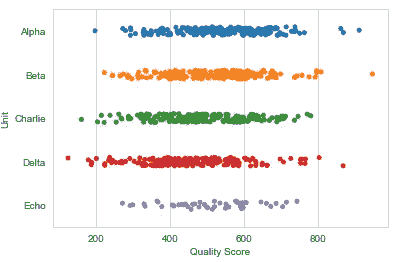 Alpha
Beta
Charlie
Delta
Echo
Unit
200 400 600 800
Quality Score